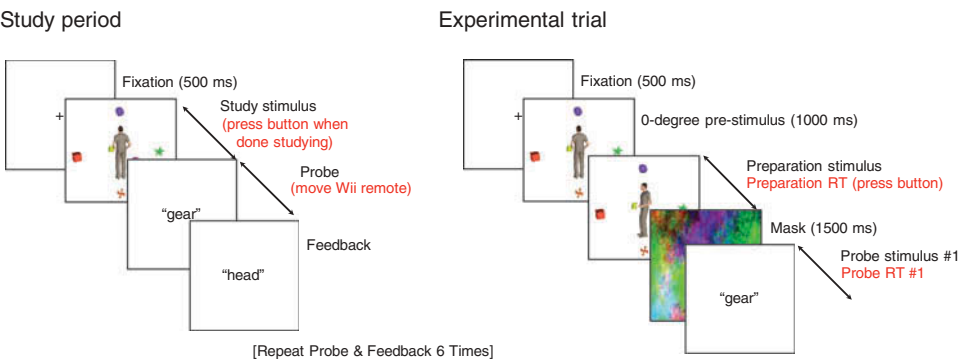 Study period
Fixation (500 ms)
+
Study stimulus
(press button when
done studying)
Probe
(move Wii remote)
"gear"
Feedback
"head"
[Repeat Probe & Feedback 6 Times]
Experimental trial
Fixation (500 ms)
+
0-degree pre-stimulus (1000 ms)
Preparation stimulus
Preparation RT (press button)
Mask (1500 ms)
Probe stimulus #1
Probe RT #1
"gear"